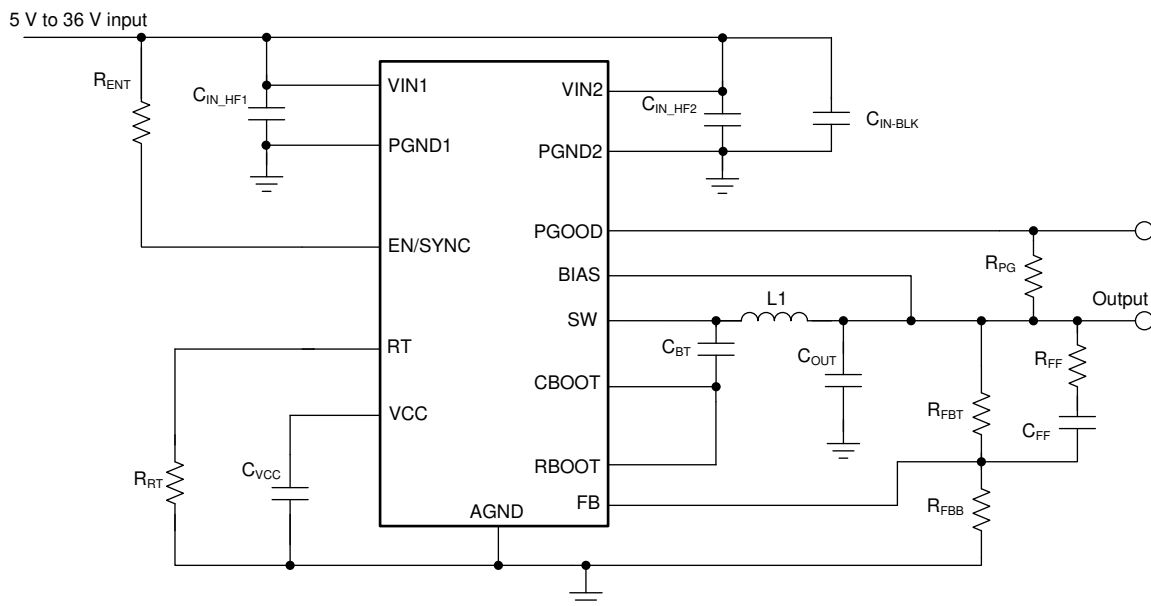 5 V to 36 V input
R_ENT
C_IN_HF1
VIN1
VIN2
C_IN_HF2
C_IN-BLK
PGND1
PGND2
EN/SYNC
PGOOD
BIAS
R_PG
L1
Output
SW
RT
C_BT
C_OUT
R_FF
CBOOT
VCC
R_FBT
C_FF
RBOOT
R_RT
C_VCC
FB
AGND
R_FBB